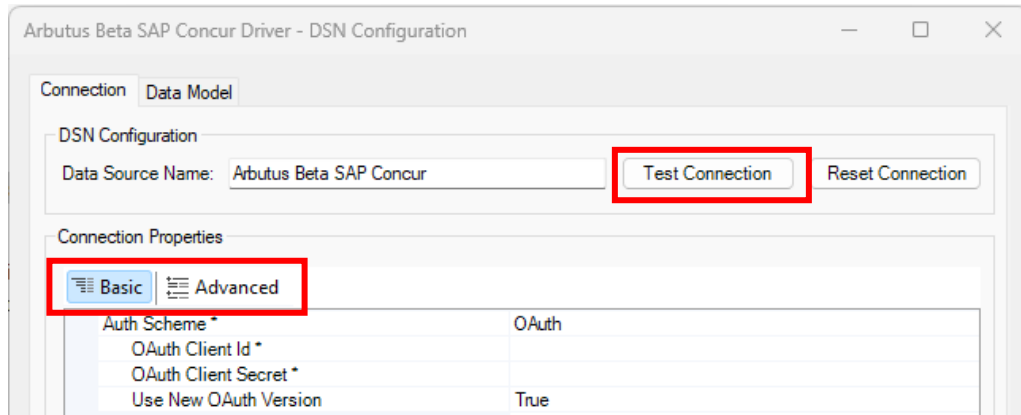 Arbutus Beta SAP Concur Driver - DSN Configuration
Connection Data Model
DSN Configuration
Data Source Name: Arbutus Beta SAP Concur Test Connection Reset Connection
Connection Properties
Basic Advanced
Auth Scheme * OAuth
OAuth Client Id *
OAuth Client Secret *
Use New OAuth Version True